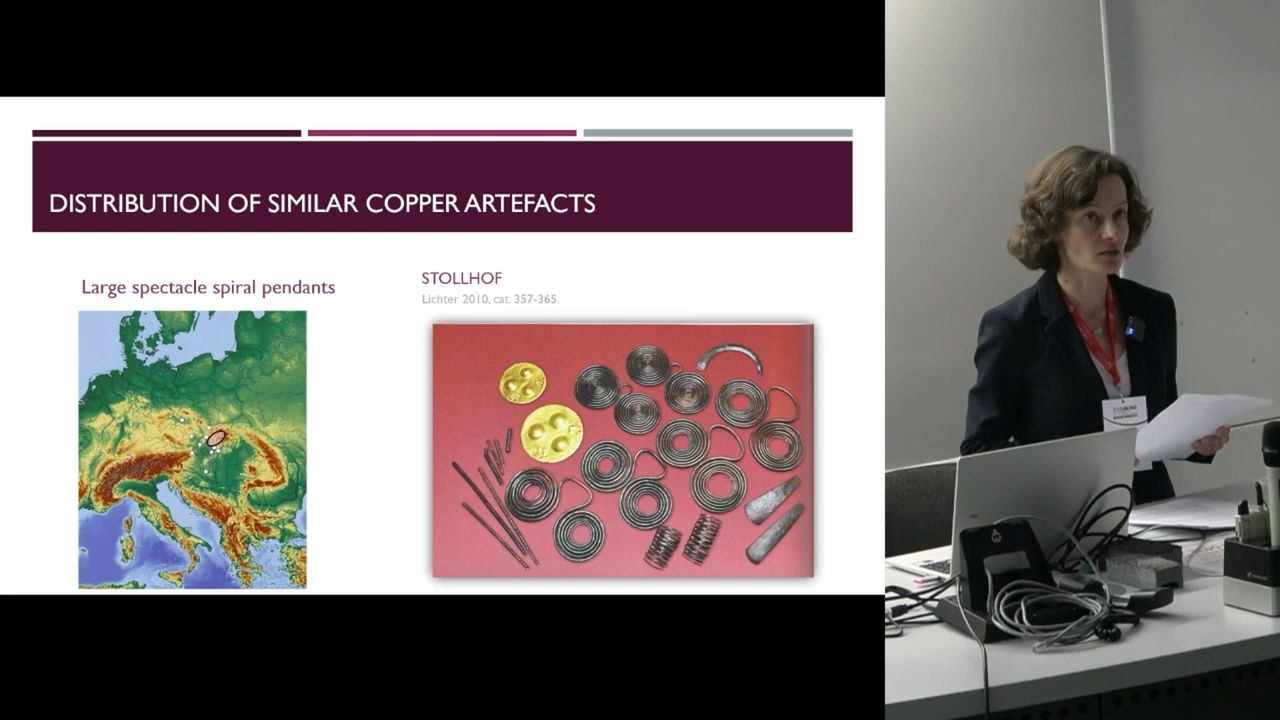 DISTRIBUTION OF SIMILAR COPPER ARTEFACTS
Large spectacle spiral pendants
STOLLHOF
Lichter 2010, cat. 357-365.